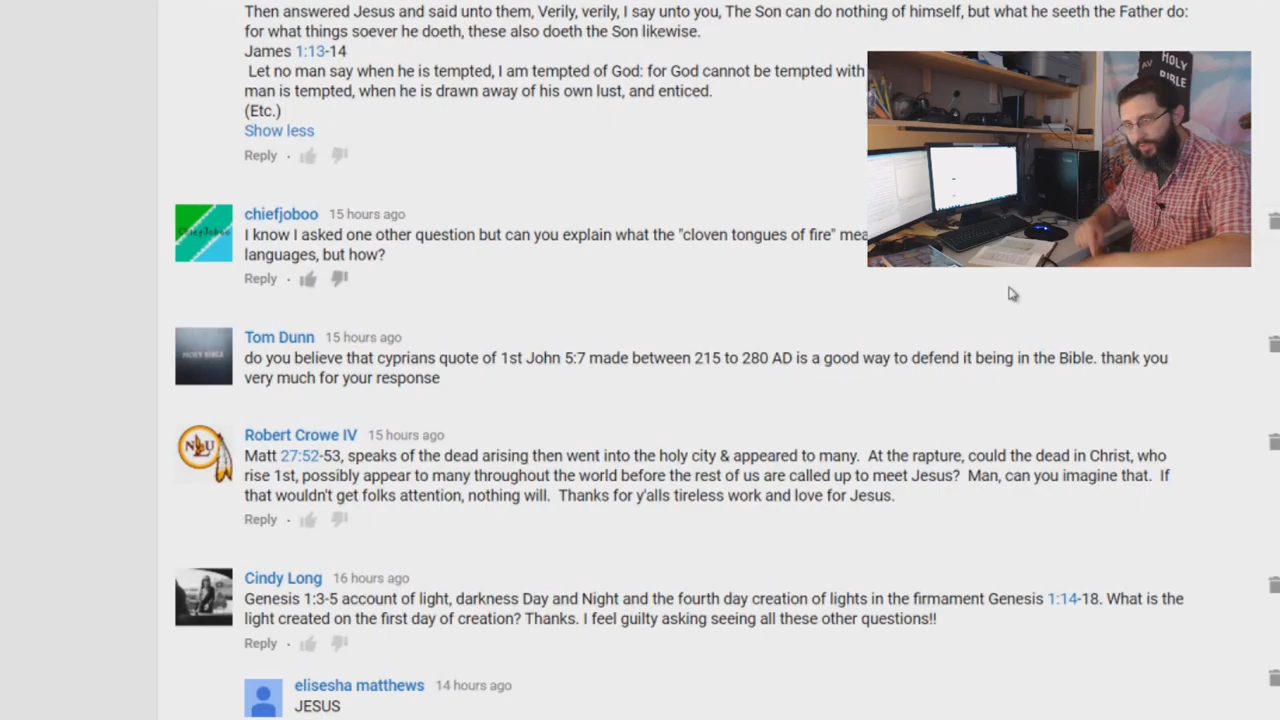 Then answered Jesus and said unto them, Verily, verily, I say unto you, The Son can do nothing of himself, but what he seeth the Father do:
for what things soever he doeth, these also doeth the Son likewise.
James 1:13-14
Let no man say when he is tempted, I am tempted of God: for God cannot be tempted with
man is tempted, when he is drawn away of his own lust, and enticed.
(Etc.)
Show less
Reply ·
AV HOLY
BIBLE
chiefjoboo 15 hours ago
I know I asked one other question but can you explain what the "cloven tongues of fire"
languages, but how?
Reply ·
Tom Dunn 15 hours ago
HOLY BIBLE
do you believe that cyprians quote of 1st John 5:7 made between 215 to 280 AD is a good way to defend it being in the Bible. thank you
very much for your response
Robert Crowe IV 15 hours ago
Matt 27:52-53, speaks of the dead arising then went into the holy city & appeared to many. At the rapture, could the dead in Christ, who
rise 1st, possibly appear to many throughout the world before the rest of us are called up to meet Jesus? Man, can you imagine that. If
that wouldn't get folks attention, nothing will. Thanks for y'alls tireless work and love for Jesus.
Reply ·
Cindy Long 16 hours ago
Genesis 1:3-5 account of light, darkness Day and Night and the fourth day creation of lights in the firmament Genesis 1:14-18. What is the
light created on the first day of creation? Thanks. I feel guilty asking seeing all these other questions!!
Reply ·
elisesha matthews 14 hours ago
JESUS